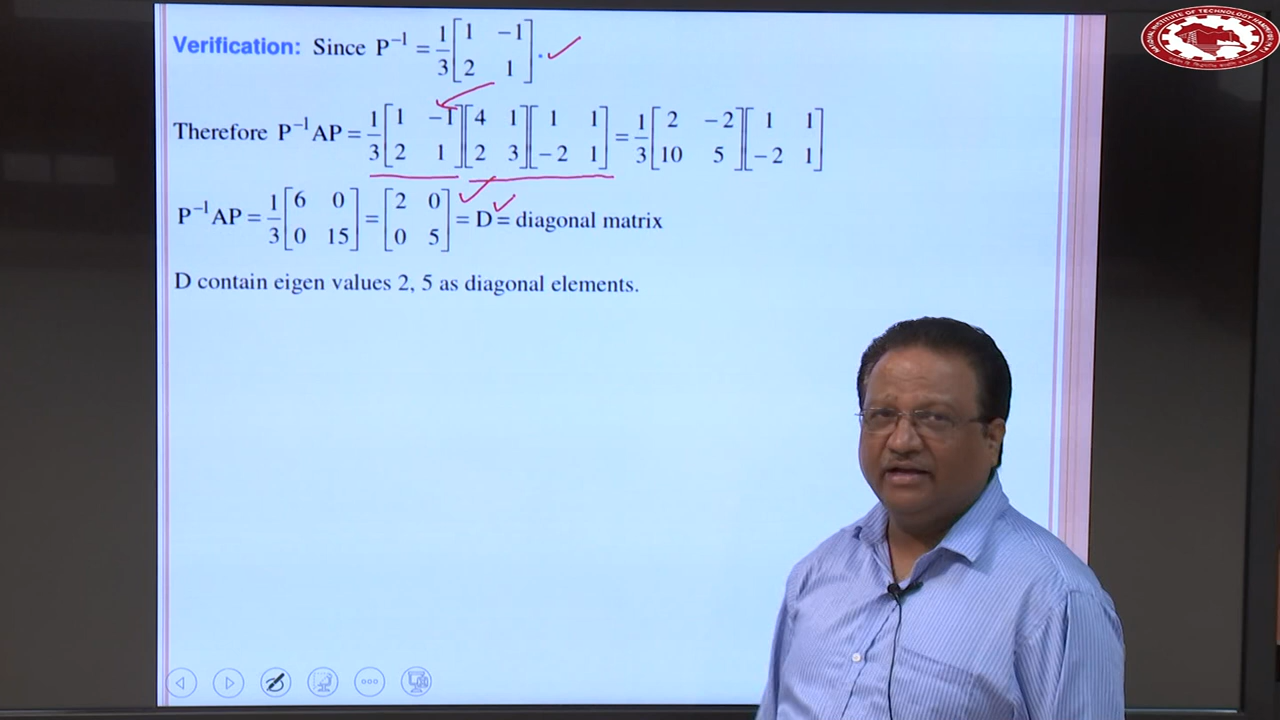 Verification: Since P⁻¹ = 1/3 [1 −1; 2 1].
Therefore P⁻¹AP = 1/3 [1 −1; 2 1][4 1; 2 3][1 1; −2 1] = 1/3 [2 −2; 10 5][1 1; −2 1]
P⁻¹AP = 1/3 [6 0; 0 15] = [2 0; 0 5] = D = diagonal matrix
D contain eigen values 2, 5 as diagonal elements.